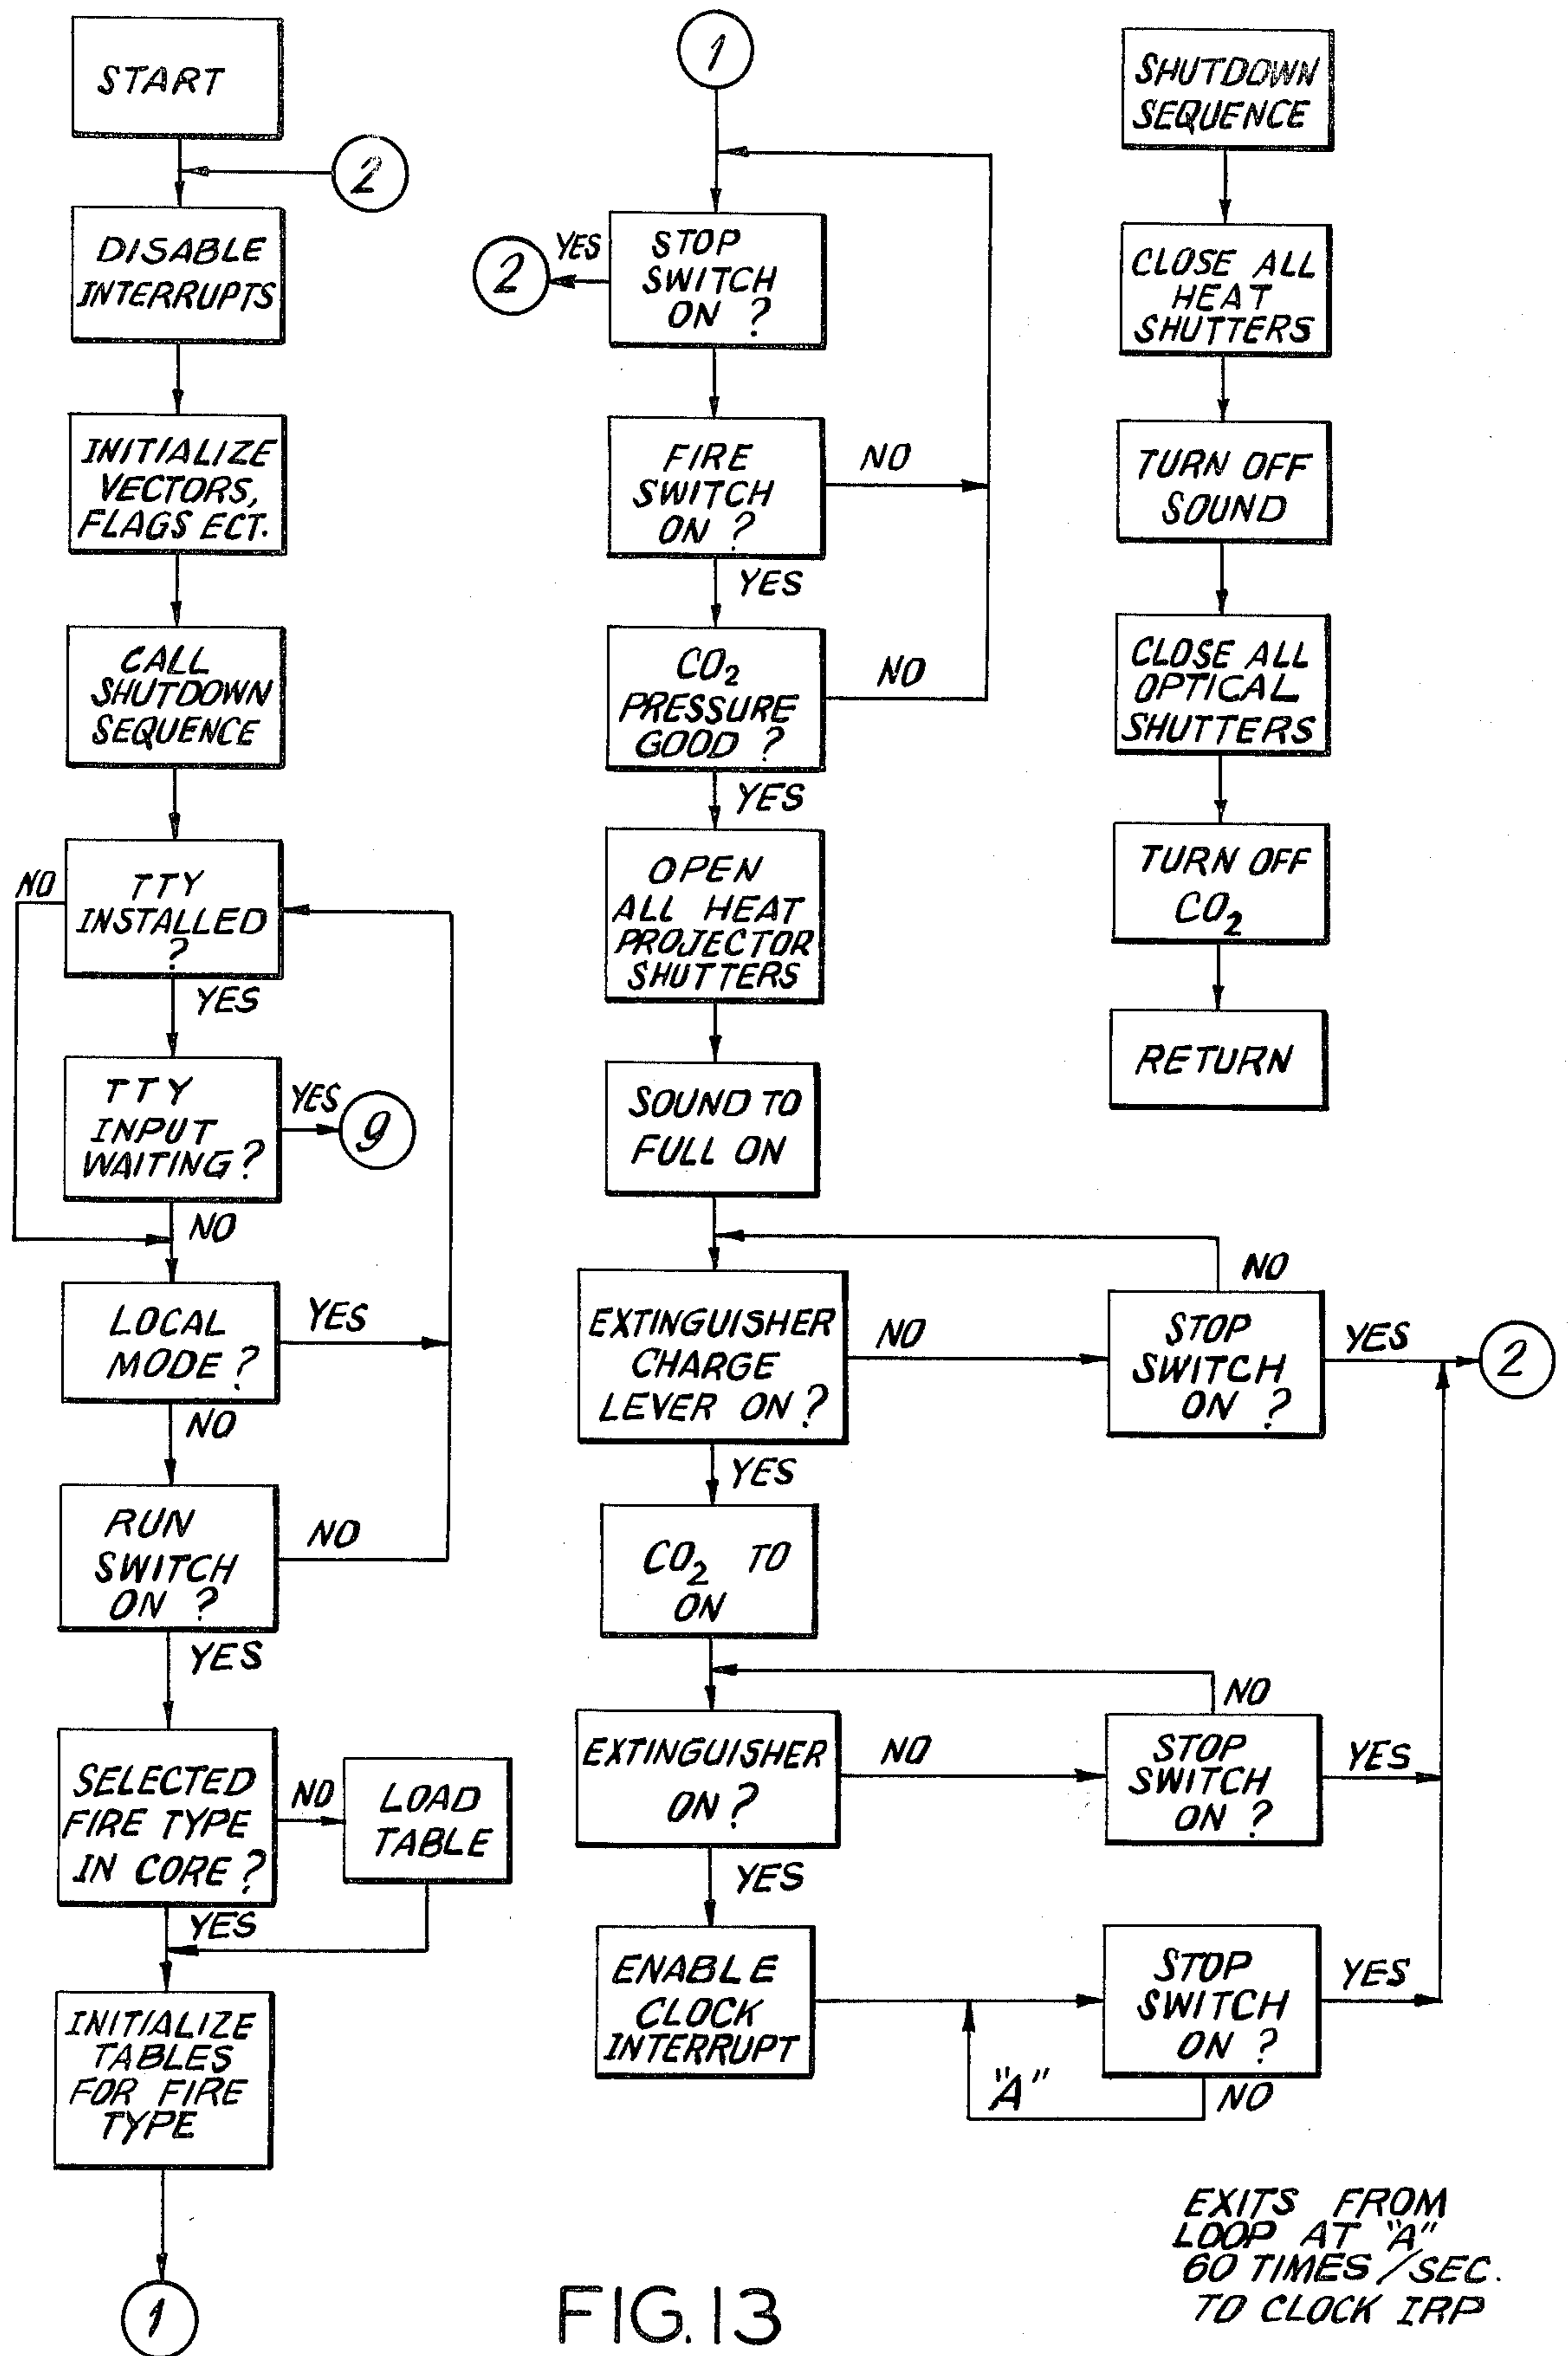 START
2
DISABLE
INTERRUPTS
INITIALIZE
VECTORS,
FLAGS ECT.
CALL
SHUTDOWN
SEQUENCE
NO
TTY
INSTALLED
?
YES
TTY
INPUT
WAITING?
YES
9
NO
LOCAL
MODE?
YES
NO
RUN
SWITCH
ON ?
NO
YES
SELECTED
FIRE TYPE
IN CORE?
NO
LOAD
TABLE
YES
INITIALIZE
TABLES
FOR FIRE
TYPE
1
1
STOP
SWITCH
ON ?
YES
2
FIRE
SWITCH
ON ?
NO
YES
CO2
PRESSURE
GOOD ?
NO
YES
OPEN
ALL HEAT
PROJECTOR
SHUTTERS
SOUND TO
FULL ON
EXTINGUISHER
CHARGE
LEVER ON?
NO
STOP
SWITCH
ON ?
NO
YES
2
YES
CO2 TO
ON
EXTINGUISHER
ON?
NO
STOP
SWITCH
ON ?
NO
YES
YES
ENABLE
CLOCK
INTERRUPT
"A"
STOP
SWITCH
ON ?
YES
NO
SHUTDOWN
SEQUENCE
CLOSE ALL
HEAT
SHUTTERS
TURN OFF
SOUND
CLOSE ALL
OPTICAL
SHUTTERS
TURN OFF
CO2
RETURN
EXITS FROM
LOOP AT "A"
60 TIMES/SEC.
TO CLOCK IRP
FIG. 13